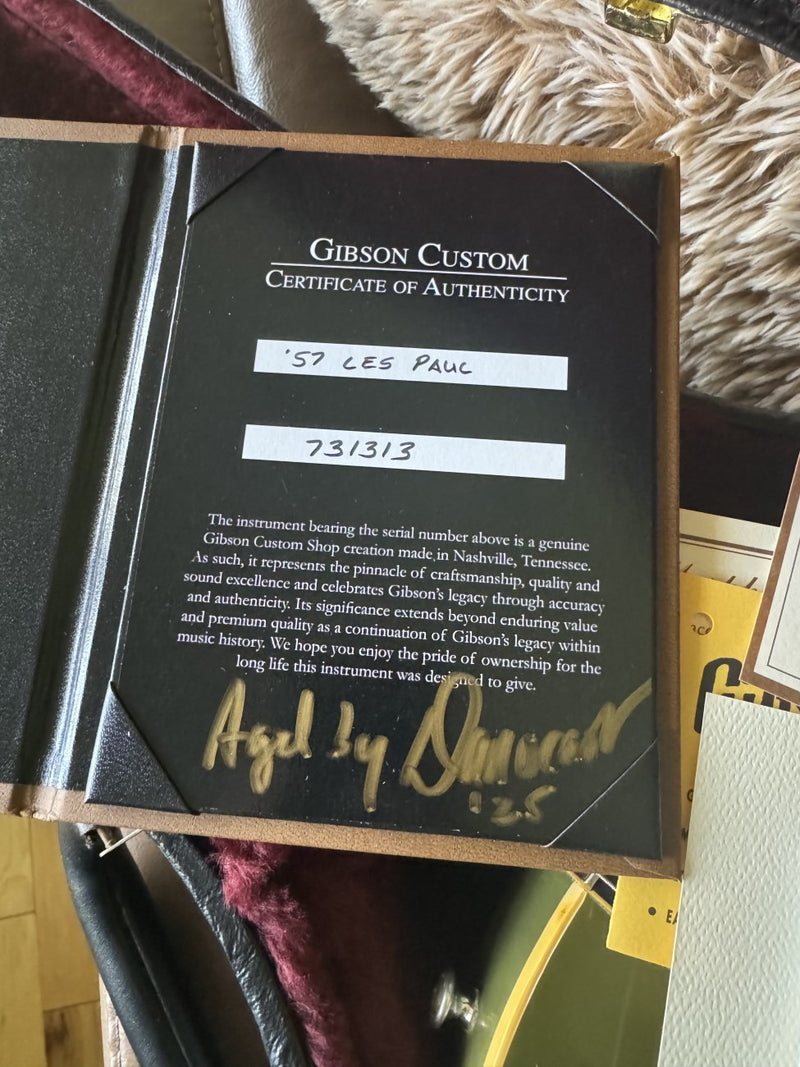 GIBSON CUSTOM
CERTIFICATE OF AUTHENTICITY
'57 LES PAUL
731313
The instrument bearing the serial number above is a genuine
Gibson Custom Shop creation made in Nashville, Tennessee.
As such, it represents the pinnacle of craftsmanship, quality and
sound excellence and celebrates Gibson's legacy through accuracy
and authenticity. Its significance extends beyond enduring value
and premium quality as a continuation of Gibson's legacy within
music history. We hope you enjoy the pride of ownership for the
long life this instrument was designed to give.
Aged by